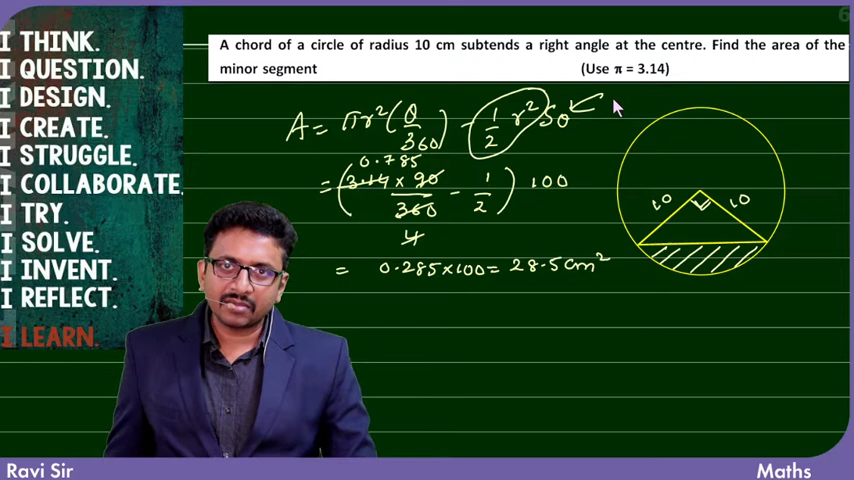 6
I THINK.
I QUESTION.
I DESIGN.
I CREATE.
I STRUGGLE.
I COLLABORATE.
I TRY.
I SOLVE.
I INVENT.
I REFLECT.
I LEARN.
A chord of a circle of radius 10 cm subtends a right angle at the centre. Find the area of the
minor segment (Use π = 3.14)
A = πr²(θ/360) - 1/2 r² Sθ
0.785
= (3.14 × 90/360 - 1/2) 100
4
= 0.285×100 = 28.5 cm²
10 10
Ravi Sir
Maths